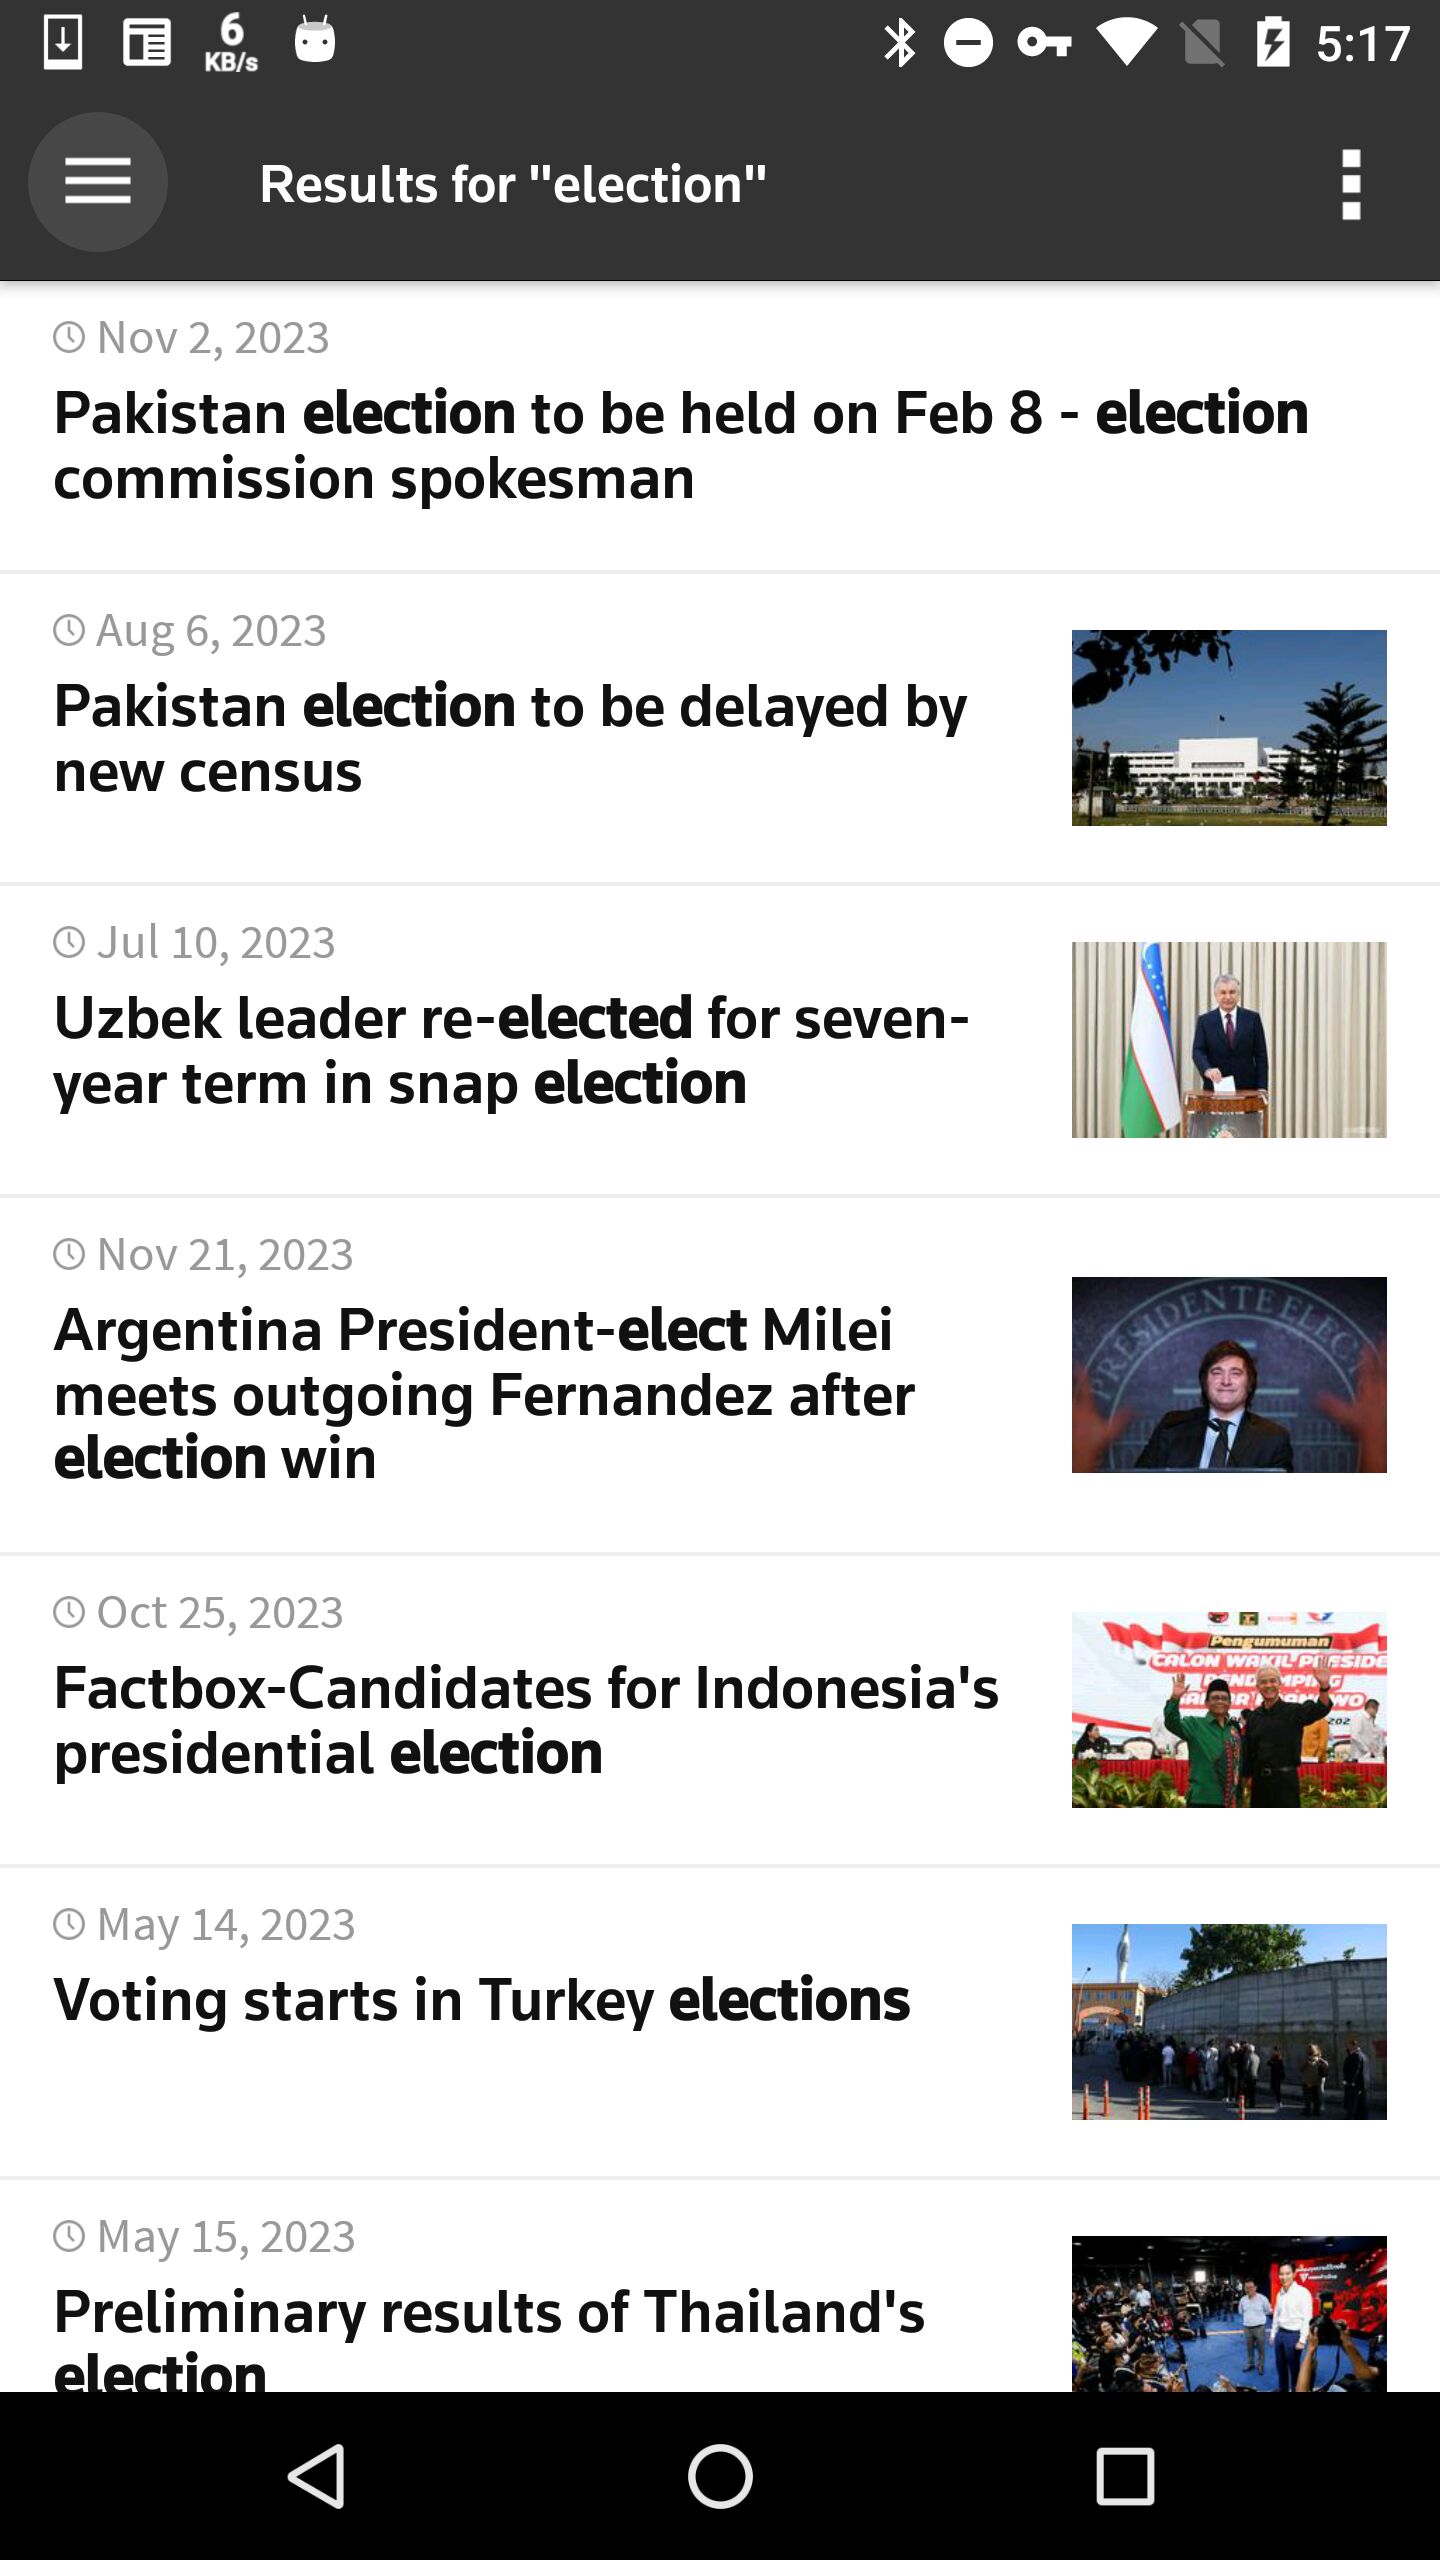 6
KB/s
5:17
Results for "election"
Nov 2, 2023
Pakistan election to be held on Feb 8 - election
commission spokesman
Aug 6, 2023
Pakistan election to be delayed by
new census
Jul 10, 2023
Uzbek leader re-elected for seven-
year term in snap election
Nov 21, 2023
Argentina President-elect Milei
meets outgoing Fernandez after
election win
PRESIDENTE ELECTO
Oct 25, 2023
Factbox-Candidates for Indonesia's
presidential election
Pengumuman
CALON WAKIL PRESIDE
May 14, 2023
Voting starts in Turkey elections
May 15, 2023
Preliminary results of Thailand's
election